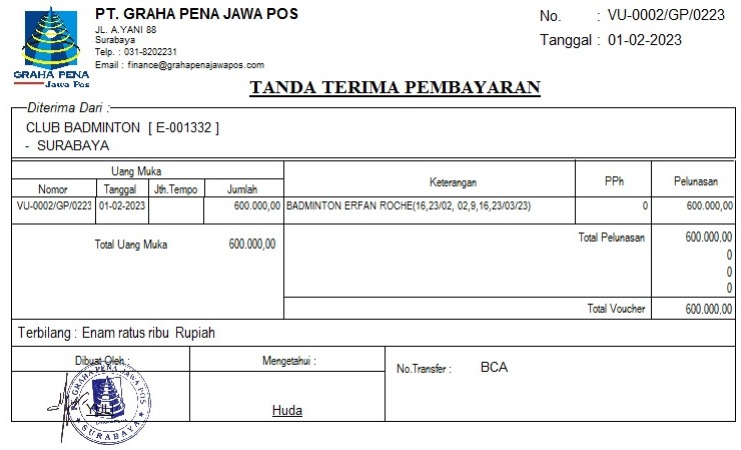 PT. GRAHA PENA JAWA POS
JL. A.YANI 88
Surabaya
Telp. : 031-8202231
Email : finance@grahapenajawapos.com
GRAHA PENA
Jawa Pos
No. : VU-0002/GP/0223
Tanggal : 01-02-2023
TANDA TERIMA PEMBAYARAN
Diterima Dari :
CLUB BADMINTON [ E-001332 ]
- SURABAYA
Uang Muka
Nomor Tanggal Jth.Tempo Jumlah Keterangan PPh Pelunasan
VU-0002/GP/0223 01-02-2023 600.000,00 BADMINTON ERFAN ROCHE(16,23/02, 02,9,16,23/03/23) 0 600.000,00
Total Uang Muka 600.000,00 Total Pelunasan 600.000,00
0
0
0
Total Voucher 600.000,00
Terbilang : Enam ratus ribu Rupiah
Dibuat Oleh : Mengetahui : No.Transfer : BCA
PT. GRAHA PENA JAWA POS
SURABAYA
Huda